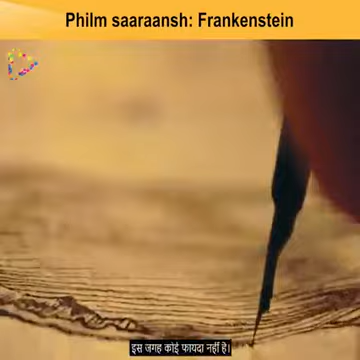 Philm saaraansh: Frankenstein
इस जगह कोई फायदा नहीं है।